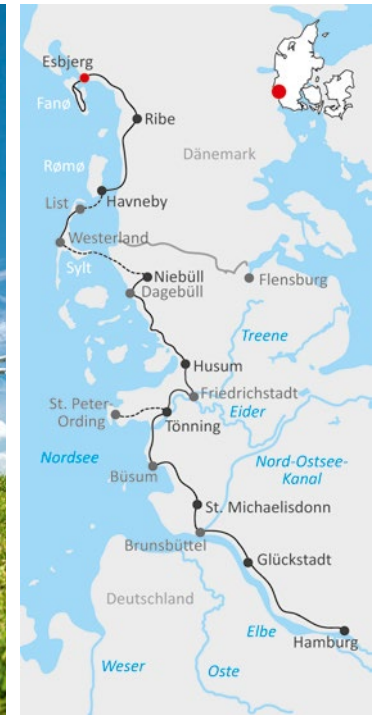 Esbjerg
Fanø
Ribe
Dänemark
Rømø
Havneby
List
Westerland
Sylt
Niebüll
Dagebüll
Flensburg
Treene
Husum
Friedrichstadt
St. Peter-
Ording
Eider
Tönning
Nordsee
Büsum
Nord-Ostsee-
Kanal
St. Michaelisdonn
Brunsbüttel
Glückstadt
Deutschland
Elbe
Hamburg
Weser
Oste